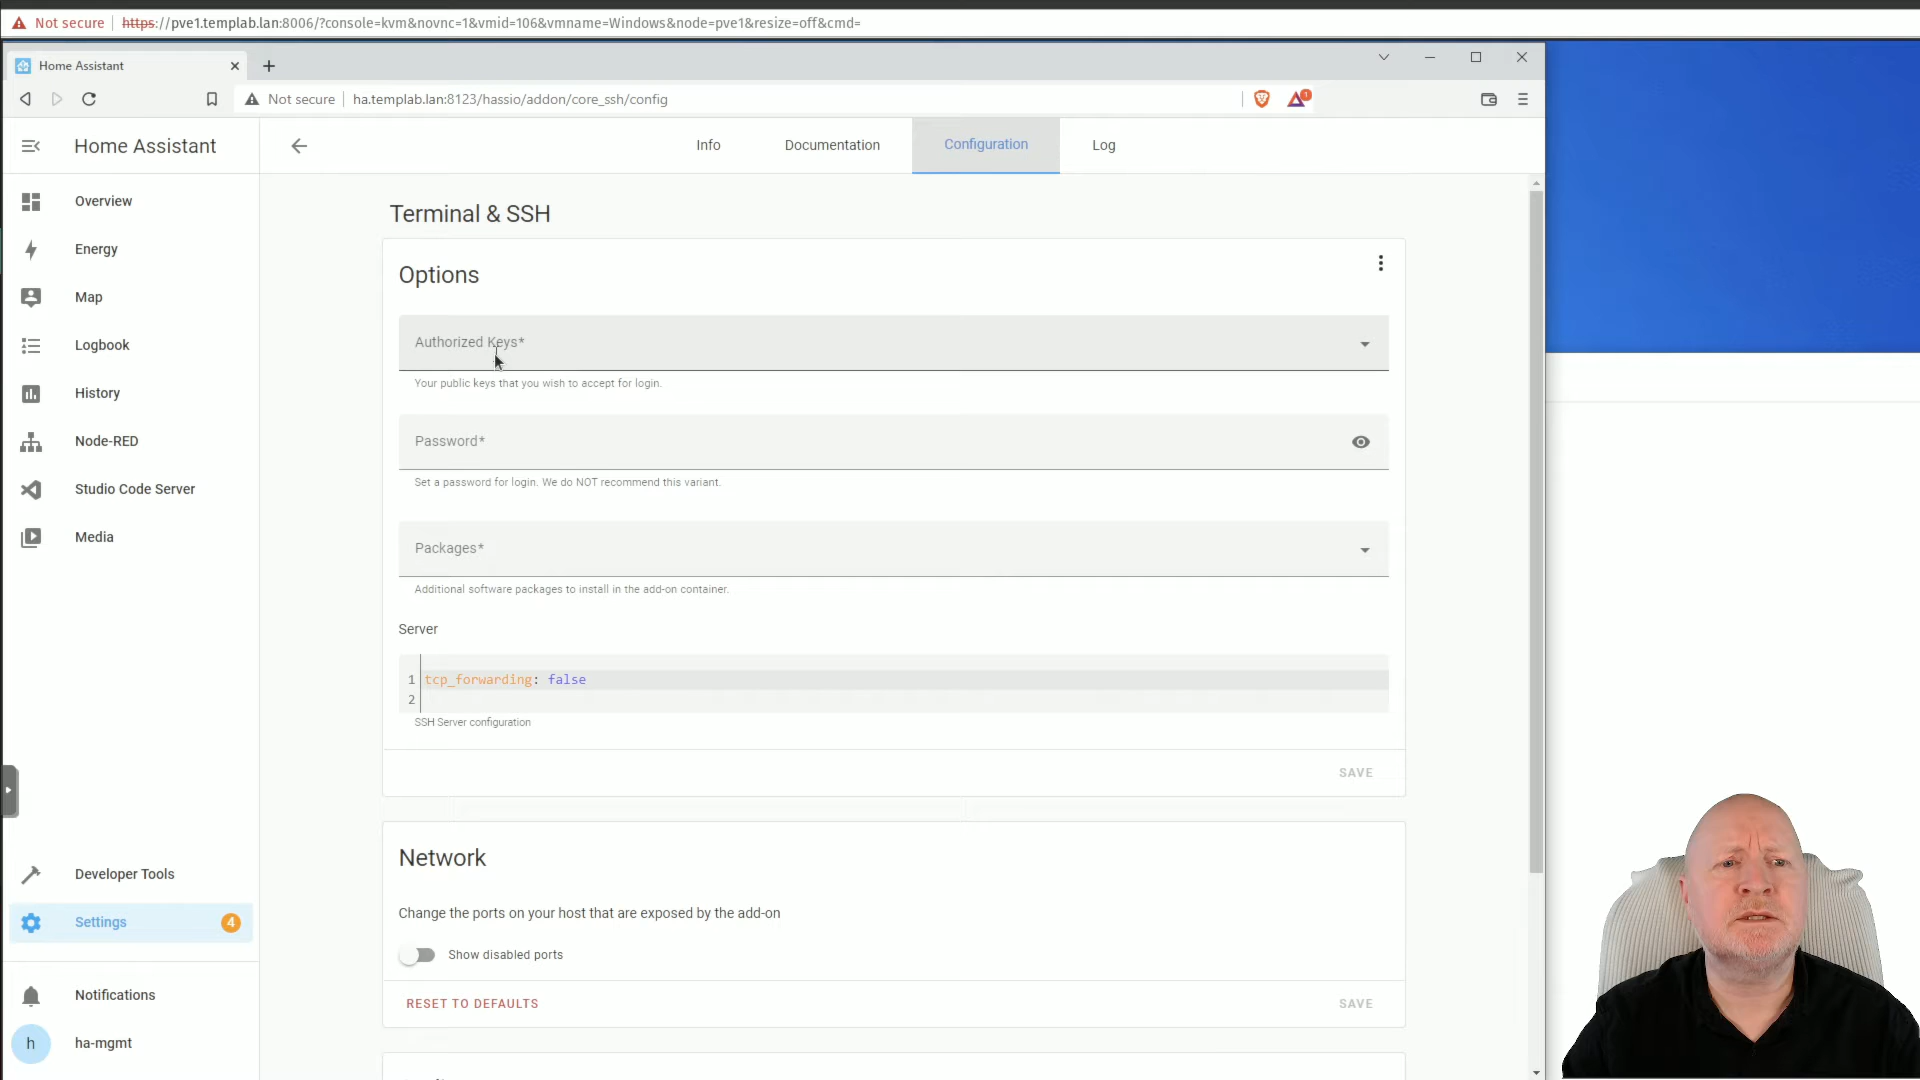 Not secure https://pve1.templab.lan:8006/?console=kvm&novnc=1&vmid=106&vmname=Windows&node=pve1&resize=off&cmd=
Home Assistant
Not secure ha.templab.lan:8123/hassio/addon/core_ssh/config 1
Home Assistant
Info Documentation Configuration Log
Overview
Energy
Map
Logbook
History
Node-RED
Studio Code Server
Media
Developer Tools
Settings 4
Notifications
h ha-mgmt
Terminal & SSH
Options
Authorized Keys*
Your public keys that you wish to accept for login.
Password*
Set a password for login. We do NOT recommend this variant.
Packages*
Additional software packages to install in the add-on container.
Server
1 tcp_forwarding: false
2
SSH Server configuration
SAVE
Network
Change the ports on your host that are exposed by the add-on
Show disabled ports
RESET TO DEFAULTS SAVE